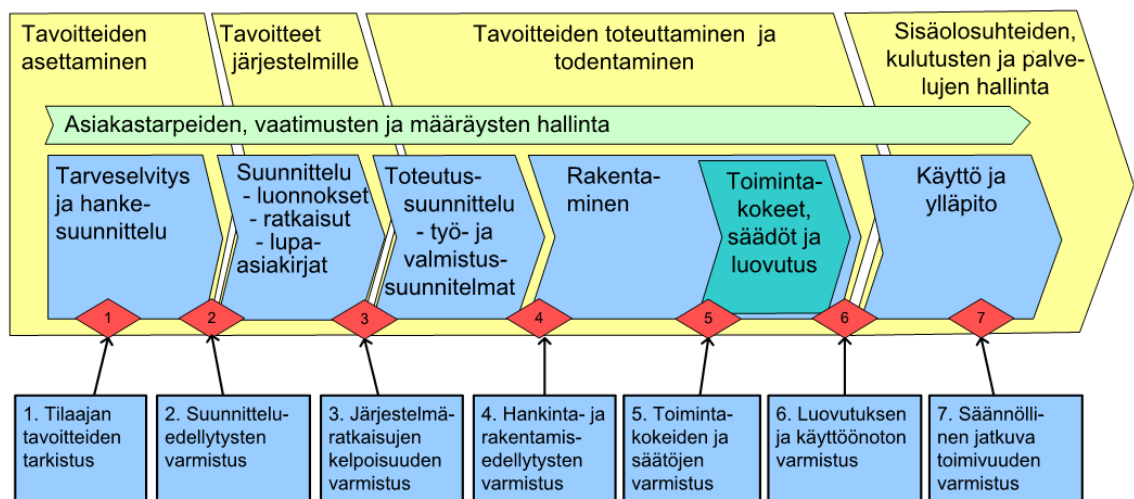 Tavoitteiden
asettaminen
Tavoitteet
järjestelmille
Tavoitteiden toteuttaminen ja
todentaminen
Sisäolosuhteiden,
kulutusten ja palve-
lujen hallinta
Asiakastarpeiden, vaatimusten ja määräysten hallinta
Tarveselvitys
ja hanke-
suunnittelu
Suunnittelu
- luonnokset
- ratkaisut
- lupa-
asiakirjat
Toteutus-
suunnittelu
- työ- ja
valmistus-
suunnitelmat
Rakenta-
minen
Toiminta-
kokeet,
säädöt ja
luovutus
Käyttö ja
ylläpito
1
2
3
4
5
6
7
1. Tilaajan
tavoitteiden
tarkistus
2. Suunnittelu-
edellytysten
varmistus
3. Järjestelmä-
ratkaisujen
kelpoisuuden
varmistus
4. Hankinta- ja
rakentamis-
edellytysten
varmistus
5. Toiminta-
kokeiden ja
säätöjen
varmistus
6. Luovutuksen
ja käyttöönoton
varmistus
7. Säännölli-
nen jatkuva
toimivuuden
varmistus